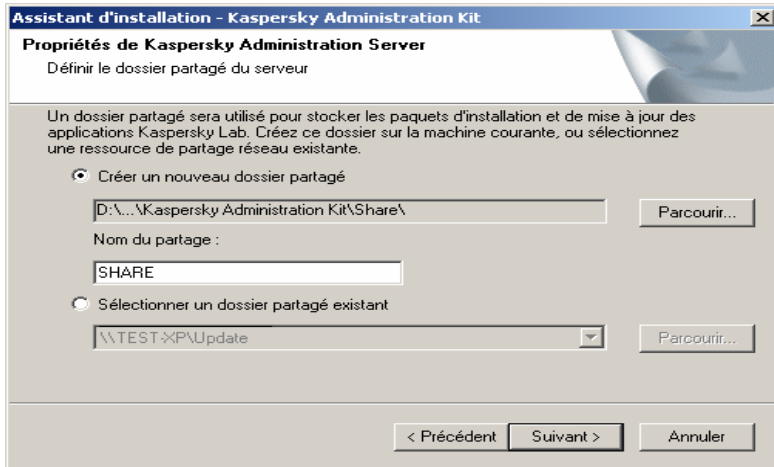 Assistant d'installation - Kaspersky Administration Kit
Propriétés de Kaspersky Administration Server
Définir le dossier partagé du serveur
Un dossier partagé sera utilisé pour stocker les paquets d'installation et de mise à jour des
applications Kaspersky Lab. Créez ce dossier sur la machine courante, ou sélectionnez
une ressource de partage réseau existante.
Créer un nouveau dossier partagé
D:\...\Kaspersky Administration Kit\Share\
Parcourir...
Nom du partage :
SHARE
Sélectionner un dossier partagé existant
\\TEST-XP\Update
Parcourir...
< Précédent
Suivant >
Annuler